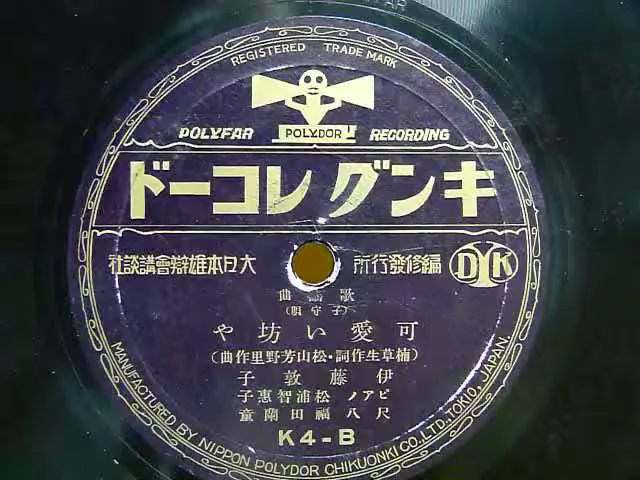 REGISTERED TRADE MARK
POLYFAR POLYDOR RECORDING
キングレコード
DYK 編修發行所 大日本雄辯會講談社
歌謠曲
(子守唄)
可愛い坊や
(楠草生作詞・松山芳野里作曲)
伊藤敦子
ピアノ 松浦智惠子
尺八 福田蘭童
K4-B
MANUFACTURED BY NIPPON POLYDOR CHIKUONKI CO., LTD. TOKIO, JAPAN.